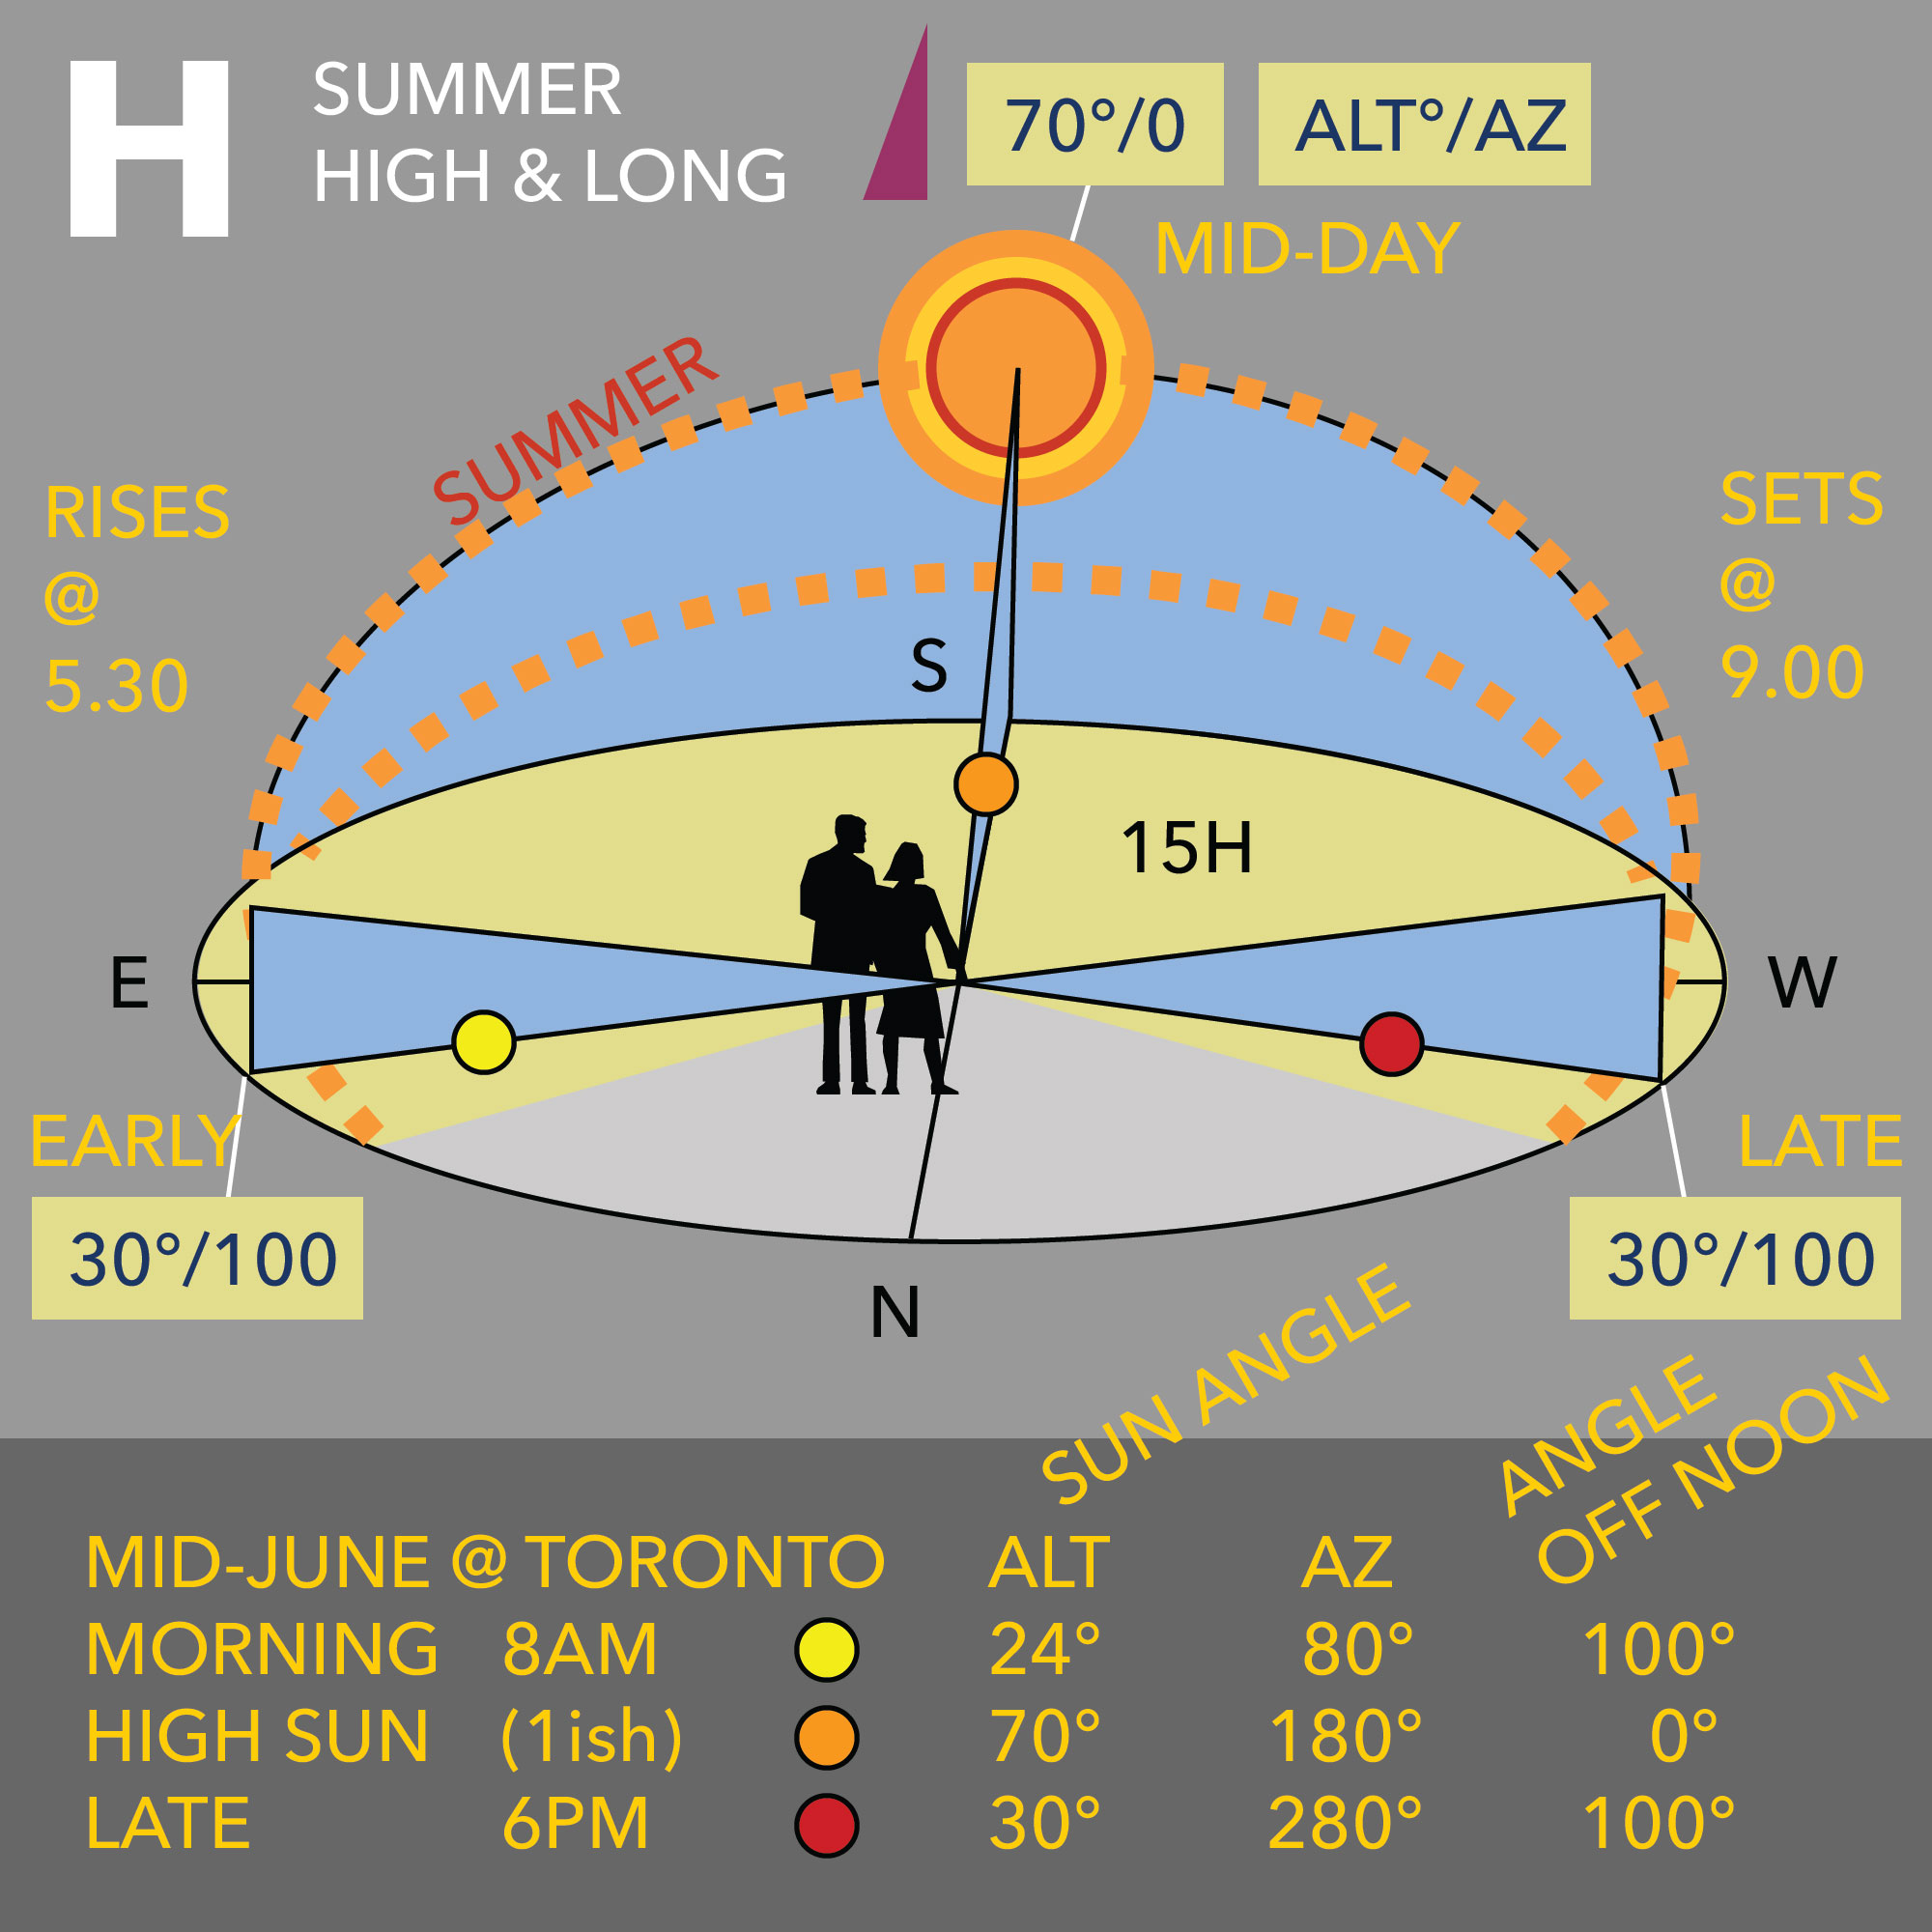 H
SUMMER
HIGH & LONG
70°/0
ALT°/AZ
MID-DAY
SUMMER
RISES
@
5.30
SETS
@
9.00
S
15H
E
W
EARLY
LATE
30°/100
30°/100
N
SUN ANGLE
ANGLE
OFF NOON
MID-JUNE @ TORONTO ALT AZ
MORNING 8AM 24° 80° 100°
HIGH SUN (1ish) 70° 180° 0°
LATE 6PM 30° 280° 100°